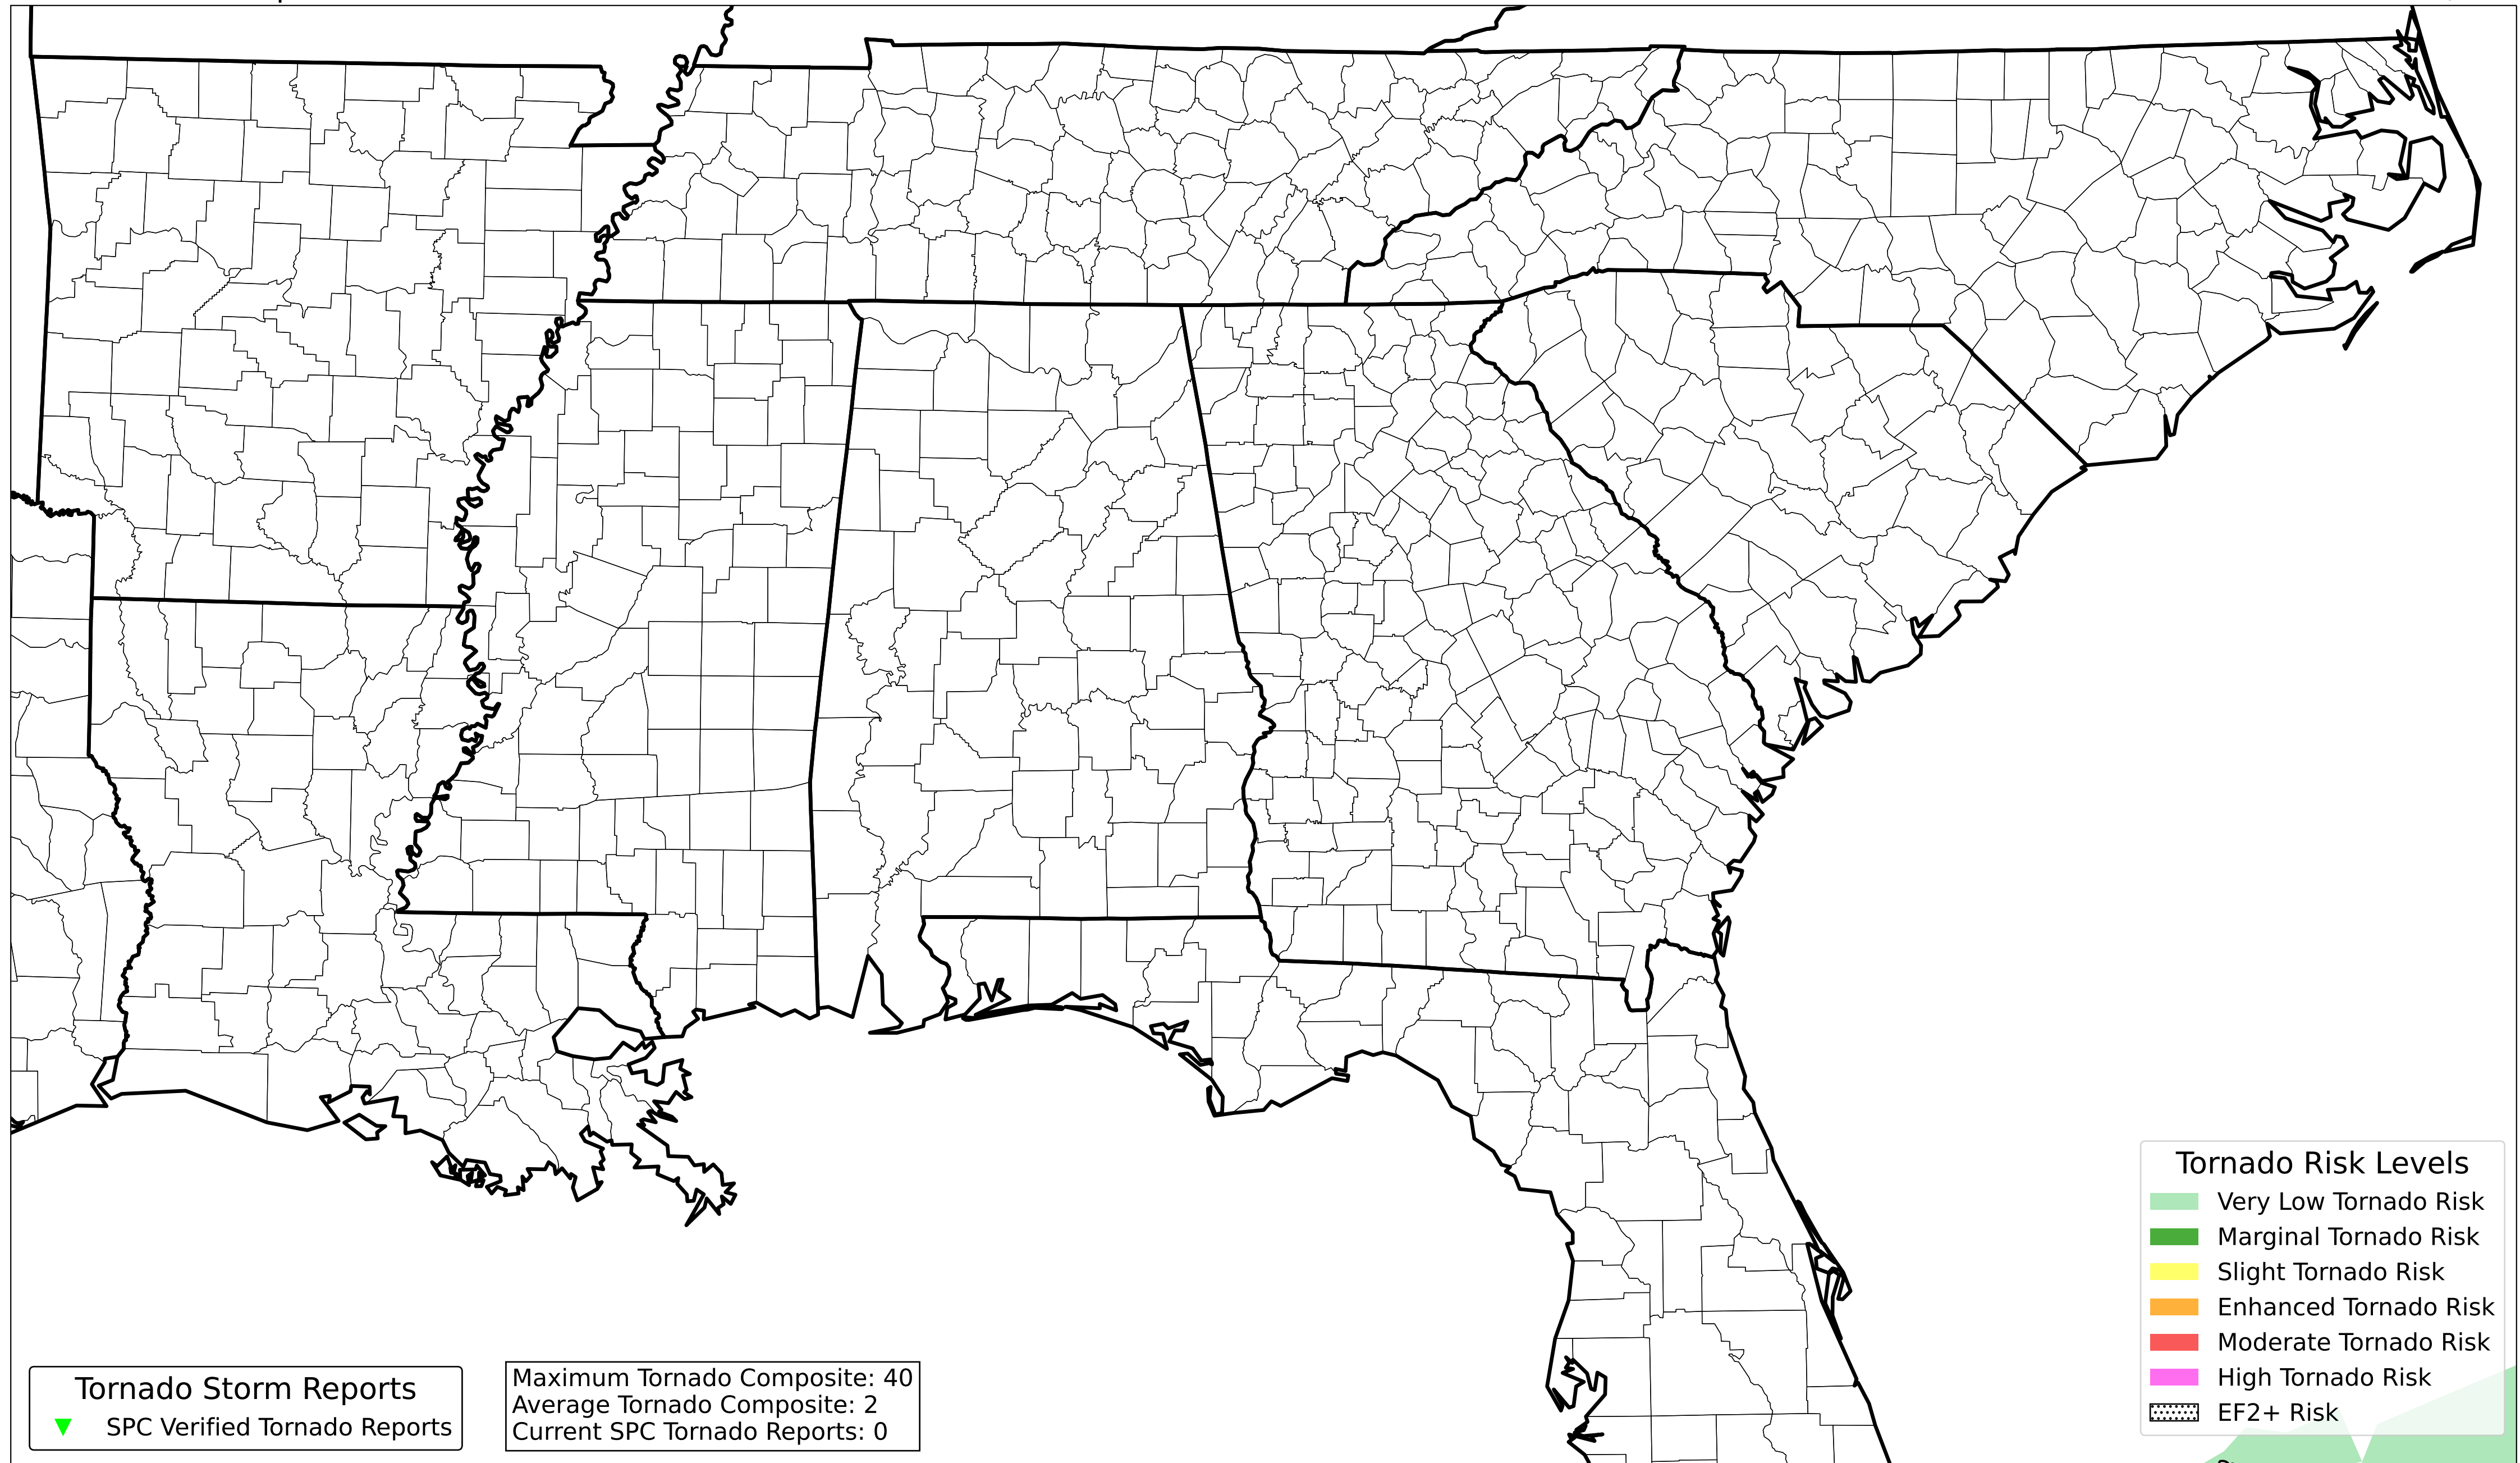 Tornado Risk Levels
Very Low Tornado Risk
Marginal Tornado Risk
Slight Tornado Risk
Enhanced Tornado Risk
Moderate Tornado Risk
High Tornado Risk
EF2+ Risk
Tornado Storm Reports
SPC Verified Tornado Reports
Maximum Tornado Composite: 40
Average Tornado Composite: 2
Current SPC Tornado Reports: 0